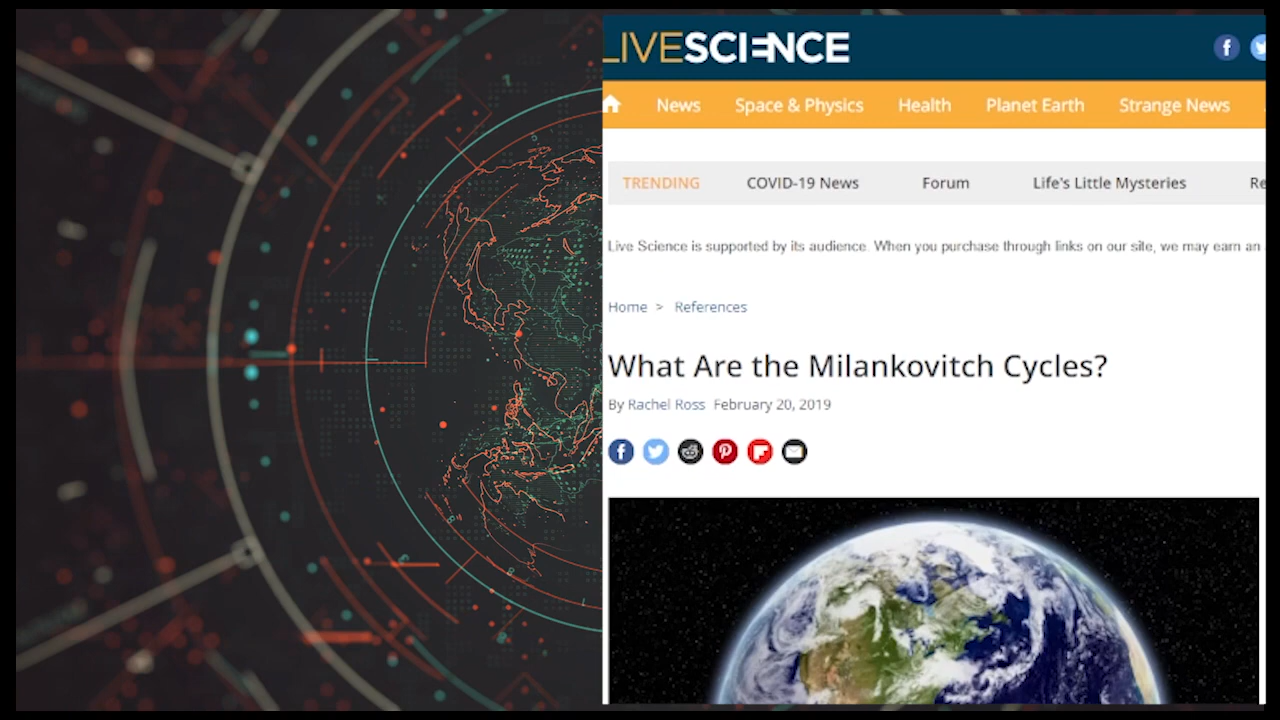 LIVESCIENCE
News Space & Physics Health Planet Earth Strange News
TRENDING COVID-19 News Forum Life's Little Mysteries
Live Science is supported by its audience. When you purchase through links on our site, we may earn an
Home > References
What Are the Milankovitch Cycles?
By Rachel Ross February 20, 2019